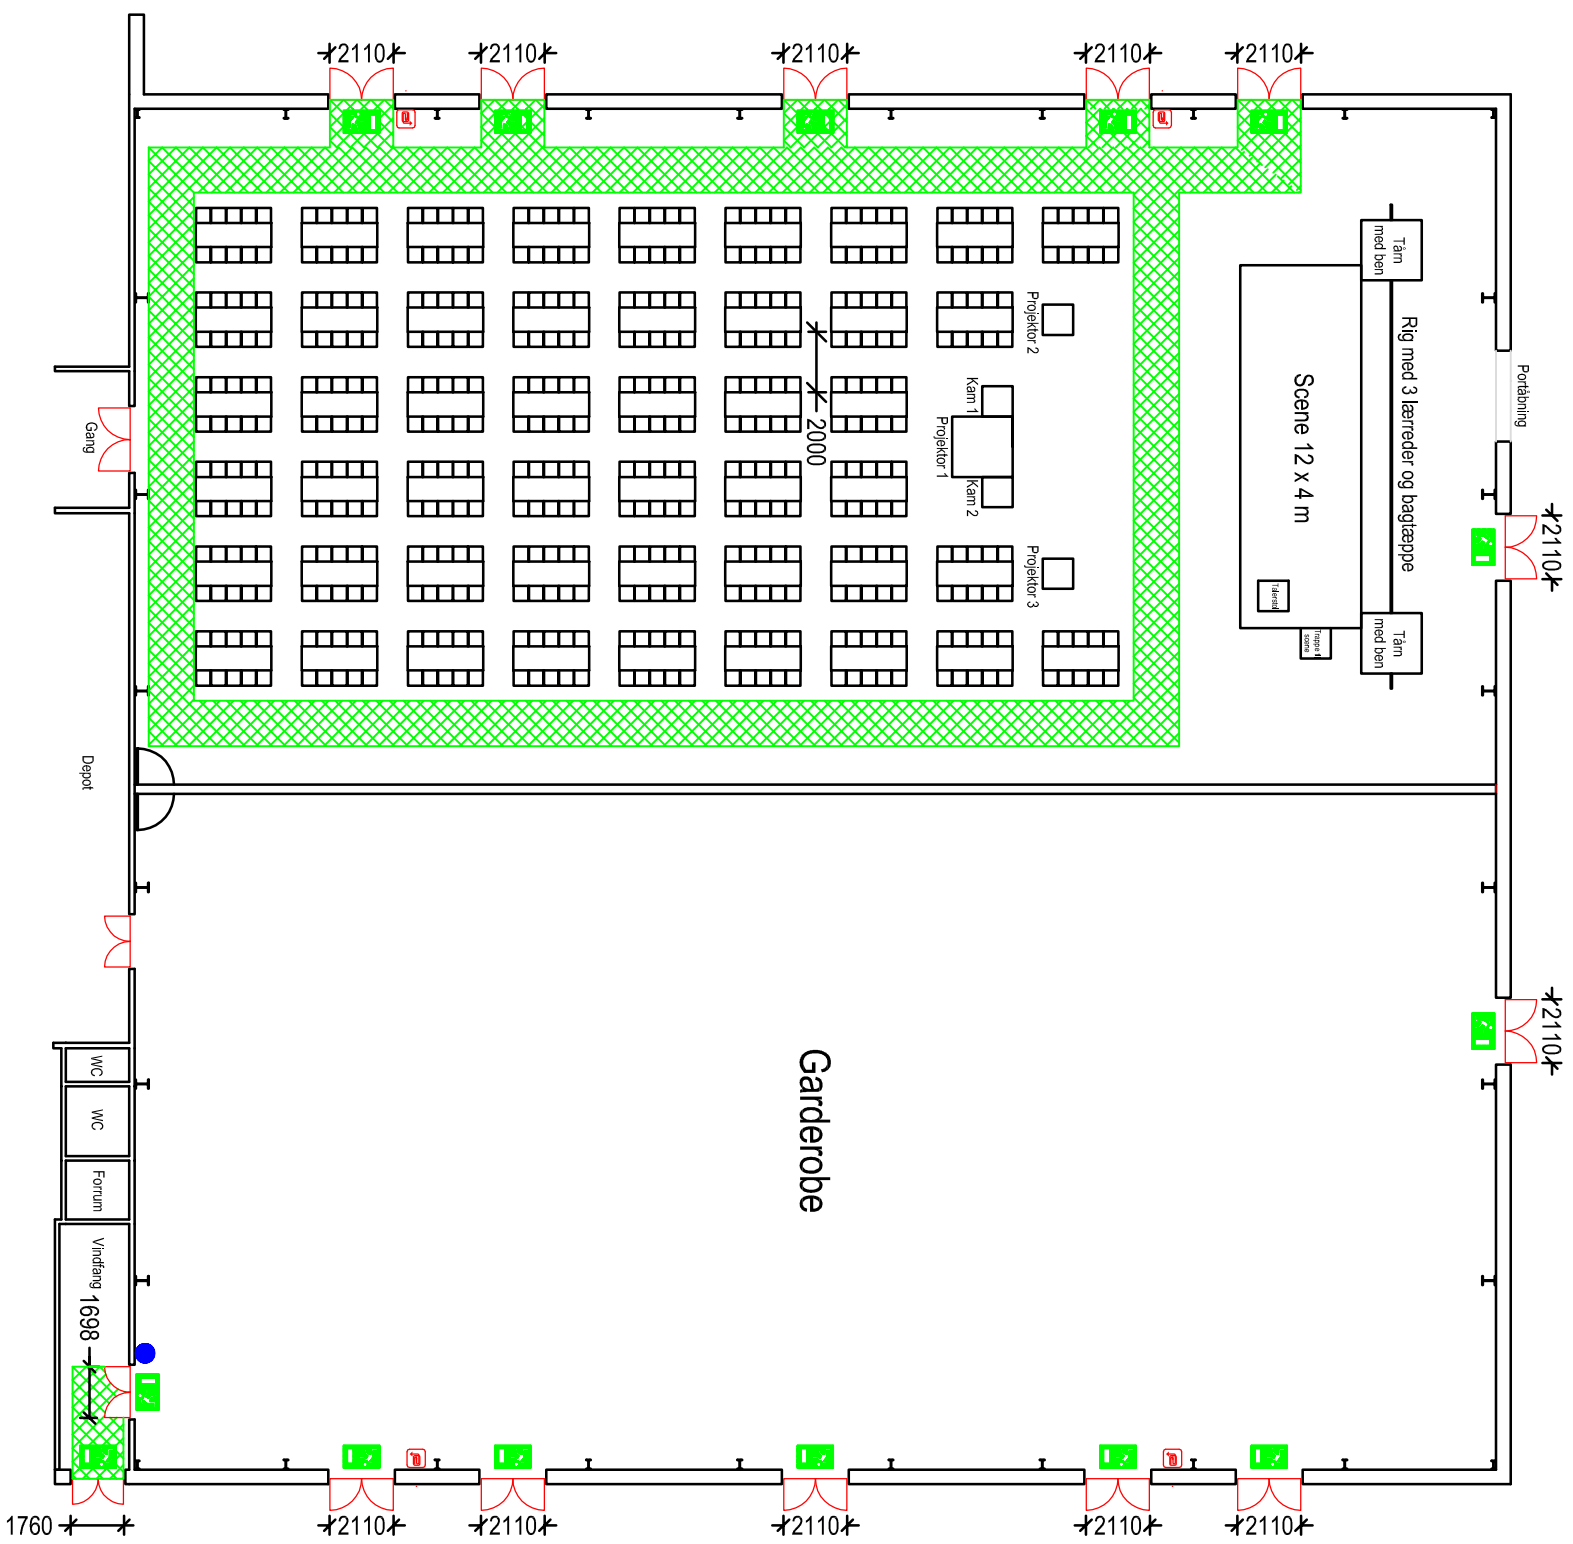 2110
2110
2110
2110
2110
Tårn
med ben
Projektor 2
Rig med 3 lærreder og bagtæppe
Portåbning
Kam 1
Scene 12 x 4 m
2000
Projektor 1
Gang
Kam 2
2110
Projektor 3
Talerstol
Tårn
med ben
Trappe til
scene
Depot
2110
WC
Garderobe
WC
Forrum
Vindfang
1698
1760
2110
2110
2110
2110
2110